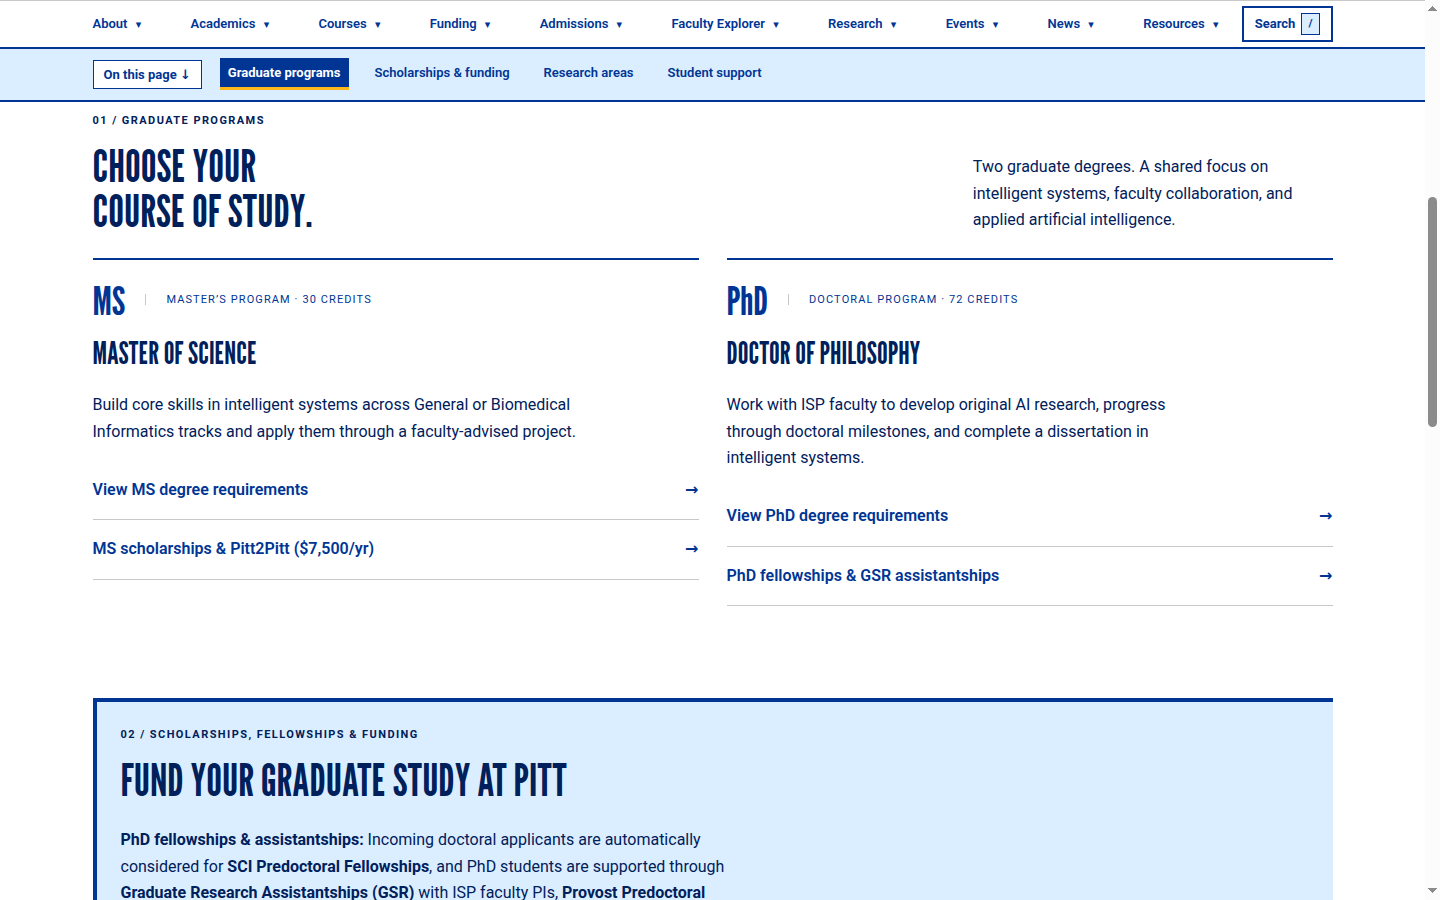 About ▾ Academics ▾ Courses ▾ Funding ▾ Admissions ▾ Faculty Explorer ▾ Research ▾ Events ▾ News ▾ Resources ▾ Search /
On this page ↓ Graduate programs Scholarships & funding Research areas Student support
01 / GRADUATE PROGRAMS
CHOOSE YOUR
COURSE OF STUDY.
Two graduate degrees. A shared focus on
intelligent systems, faculty collaboration, and
applied artificial intelligence.
MS MASTER'S PROGRAM · 30 CREDITS
MASTER OF SCIENCE
Build core skills in intelligent systems across General or Biomedical
Informatics tracks and apply them through a faculty-advised project.
View MS degree requirements →
MS scholarships & Pitt2Pitt ($7,500/yr) →
PhD DOCTORAL PROGRAM · 72 CREDITS
DOCTOR OF PHILOSOPHY
Work with ISP faculty to develop original AI research, progress
through doctoral milestones, and complete a dissertation in
intelligent systems.
View PhD degree requirements →
PhD fellowships & GSR assistantships →
02 / SCHOLARSHIPS, FELLOWSHIPS & FUNDING
FUND YOUR GRADUATE STUDY AT PITT
PhD fellowships & assistantships: Incoming doctoral applicants are automatically
considered for SCI Predoctoral Fellowships, and PhD students are supported through
Graduate Research Assistantships (GSR) with ISP faculty PIs, Provost Predoctoral